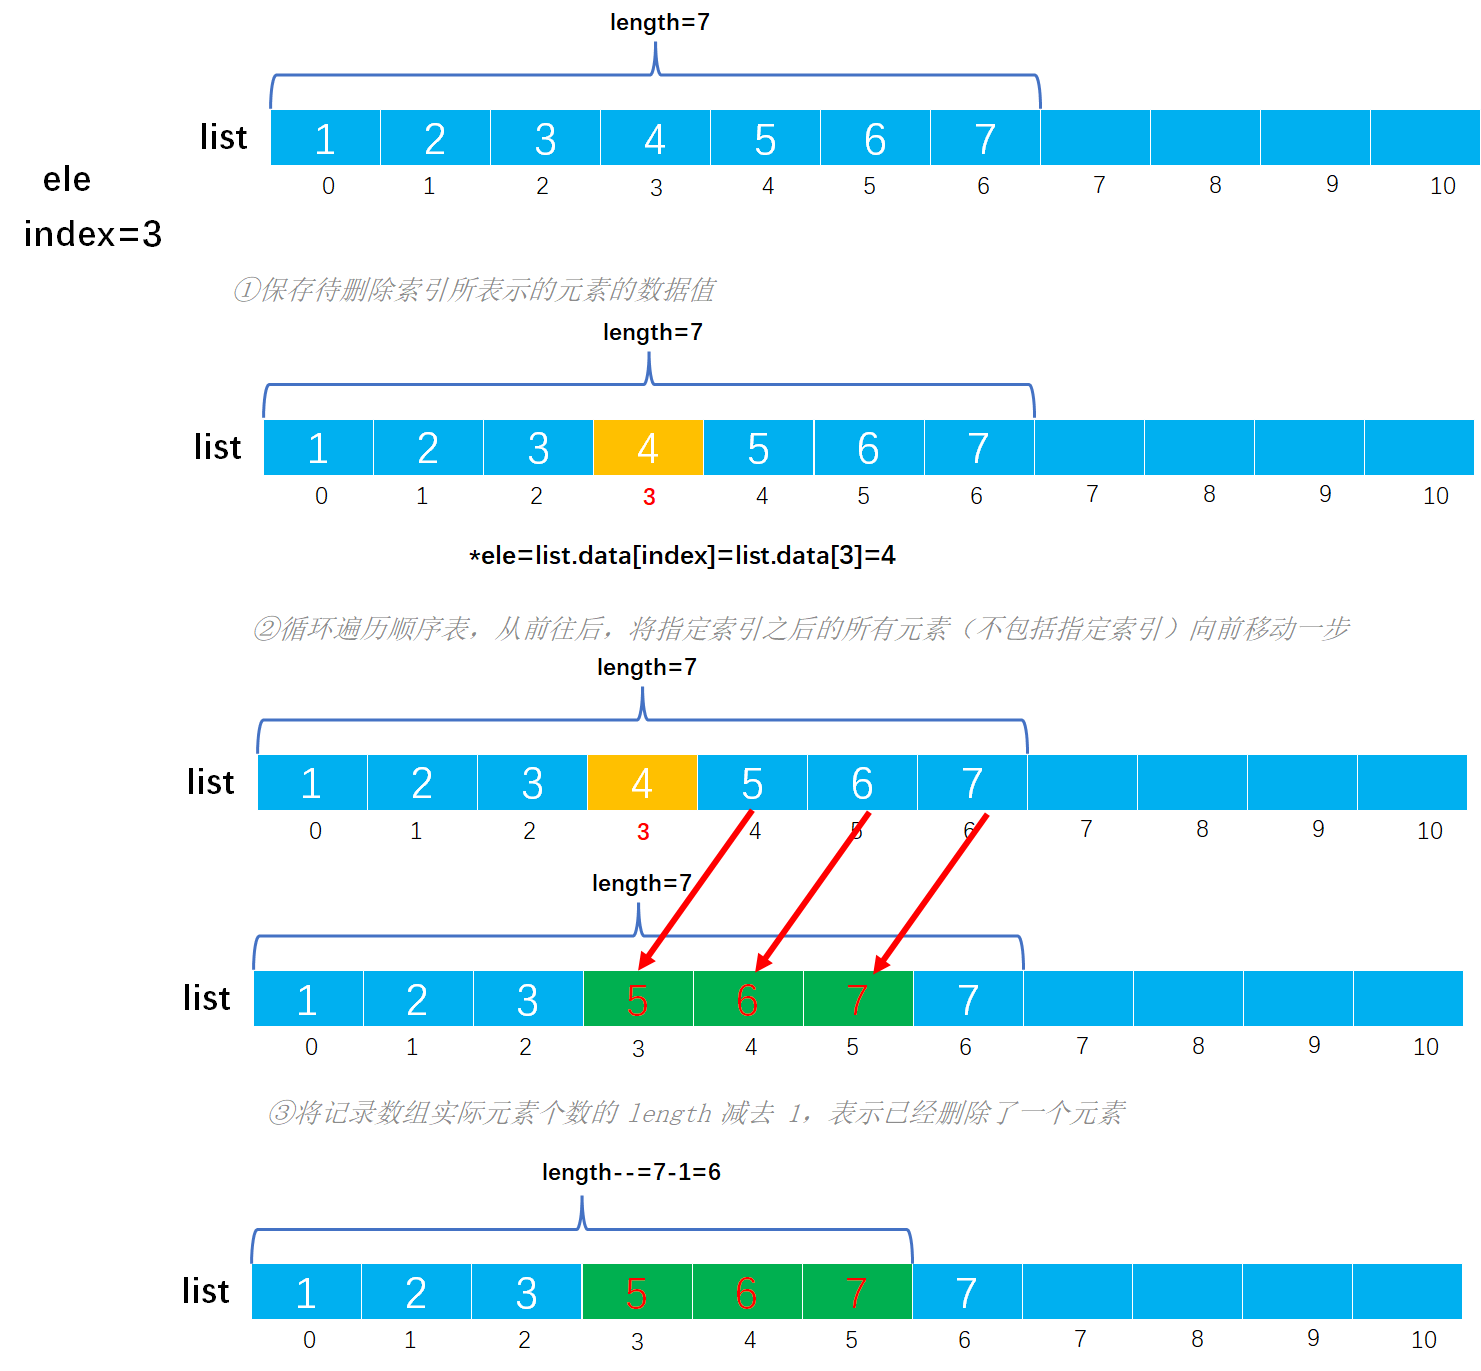 length=7
list 1 2 3 4 5 6 7
ele
0 1 2 3 4 5 6 7 8 9 10
index=3
①保存待删除索引所表示的元素的数据值
length=7
list 1 2 3 4 5 6 7
0 1 2 3 4 5 6 7 8 9 10
*ele=list.data[index]=list.data[3]=4
②循环遍历顺序表，从前往后，将指定索引之后的所有元素（不包括指定索引）向前移动一步
length=7
list 1 2 3 4 5 6 7
0 1 2 3 4 5 6 7 8 9 10
length=7
list 1 2 3 5 6 7 7
0 1 2 3 4 5 6 7 8 9 10
③将记录数组实际元素个数的 length 减去 1，表示已经删除了一个元素
length--=7-1=6
list 1 2 3 5 6 7 7
0 1 2 3 4 5 6 7 8 9 10